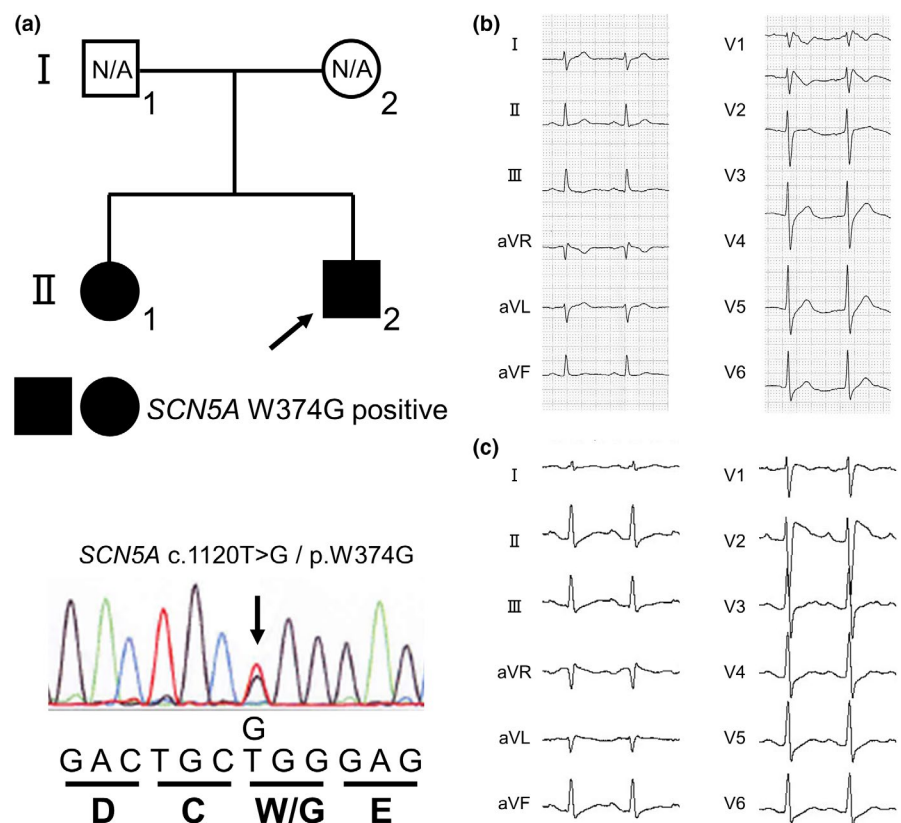 (a)
I
N/A
1
N/A
2
II
1
2
SCN5A W374G positive
SCN5A c.1120T>G / p.W374G
G
G A C T G C T G G G A G
D C W/G E
(b)
I
II
III
aVR
aVL
aVF
V1
V2
V3
V4
V5
V6
(c)
I
II
III
aVR
aVL
aVF
V1
V2
V3
V4
V5
V6